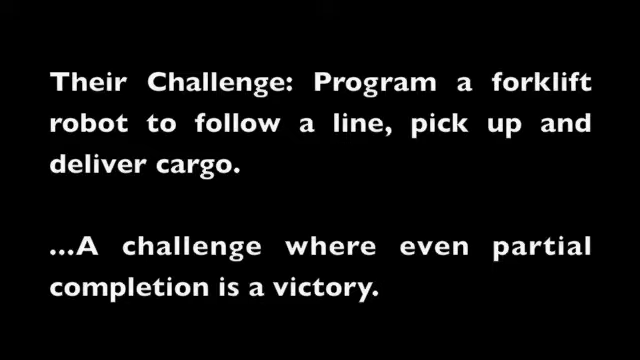 Their Challenge: Program a forklift
robot to follow a line, pick up and
deliver cargo.
...A challenge where even partial
completion is a victory.